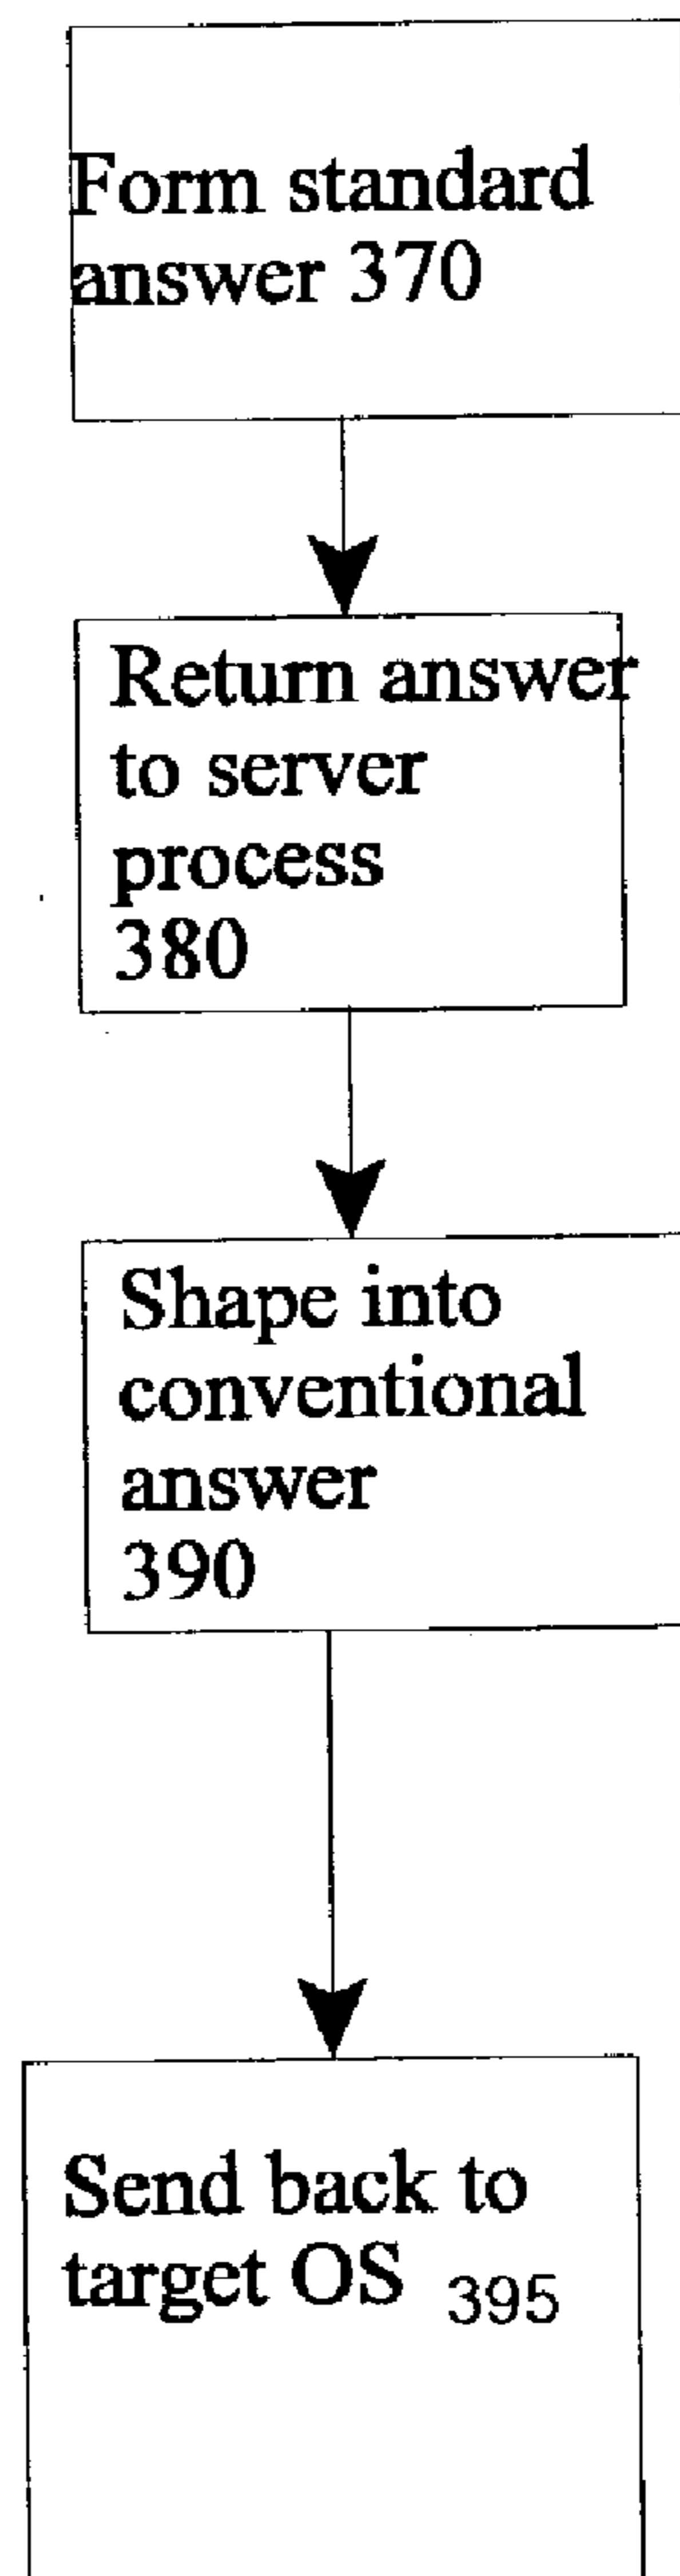 Form standard
answer 370
Return answer
to server
process
380
Shape into
conventional
answer
390
Send back to
target OS 395